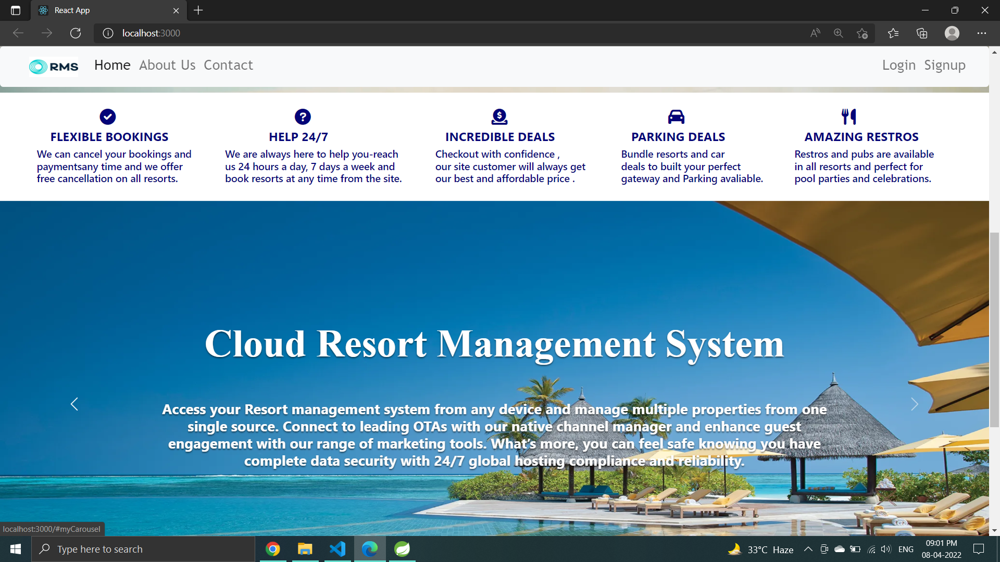 React App
localhost:3000
RMS
Home About Us Contact
Login Signup
FLEXIBLE BOOKINGS
We can cancel your bookings and
paymentsany time and we offer
free cancellation on all resorts.
HELP 24/7
We are always here to help you-reach
us 24 hours a day, 7 days a week and
book resorts at any time from the site.
INCREDIBLE DEALS
Checkout with confidence ,
our site customer will always get
our best and affordable price .
PARKING DEALS
Bundle resorts and car
deals to built your perfect
gateway and Parking avaliable.
AMAZING RESTROS
Restros and pubs are available
in all resorts and perfect for
pool parties and celebrations.
Cloud Resort Management System
Access your Resort management system from any device and manage multiple properties from one
single source. Connect to leading OTAs with our native channel manager and enhance guest
engagement with our range of marketing tools. What's more, you can feel safe knowing you have
complete data security with 24/7 global hosting compliance and reliability.
localhost:3000/#myCarousel
Type here to search
33°C Haze
ENG
09:01 PM
08-04-2022